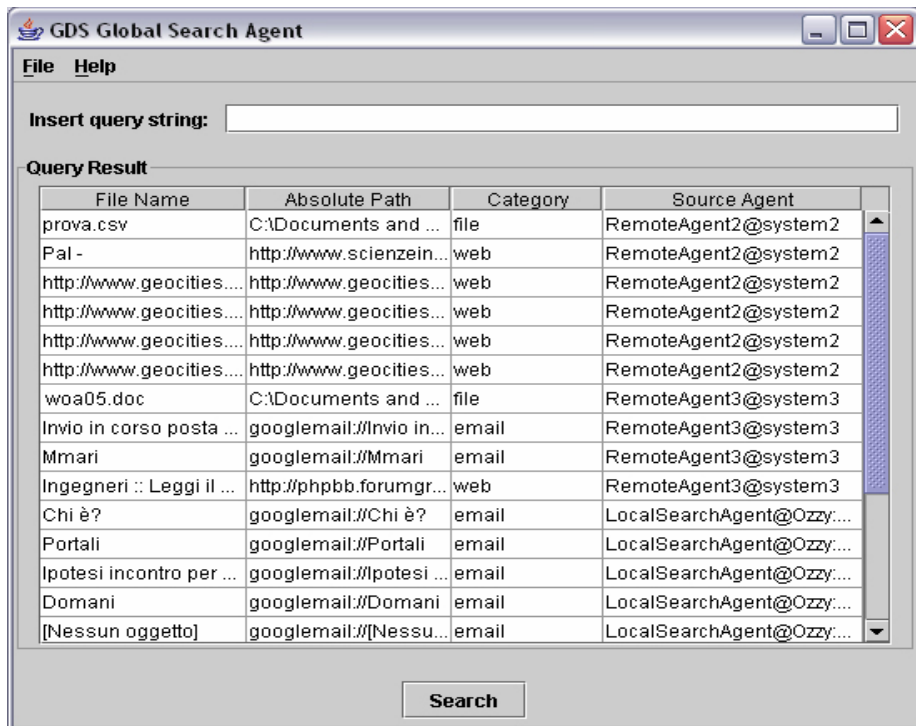 GDS Global Search Agent
File Help
Insert query string:
Query Result
File Name Absolute Path Category Source Agent
prova.csv C:\Documents and ... file RemoteAgent2@system2
Pal - http://www.scienzein... web RemoteAgent2@system2
http://www.geocities.... http://www.geocities... web RemoteAgent2@system2
http://www.geocities.... http://www.geocities... web RemoteAgent2@system2
http://www.geocities.... http://www.geocities... web RemoteAgent2@system2
http://www.geocities.... http://www.geocities... web RemoteAgent2@system2
woa05.doc C:\Documents and ... file RemoteAgent3@system3
Invio in corso posta ... googlemail://Invio in... email RemoteAgent3@system3
Mmari googlemail://Mmari email RemoteAgent3@system3
Ingegneri :: Leggi il ... http://phpbb.forumgr... web RemoteAgent3@system3
Chi è? googlemail://Chi è? email LocalSearchAgent@Ozzy:...
Portali googlemail://Portali email LocalSearchAgent@Ozzy:...
Ipotesi incontro per ... googlemail://Ipotesi ... email LocalSearchAgent@Ozzy:...
Domani googlemail://Domani email LocalSearchAgent@Ozzy:...
[Nessun oggetto] googlemail://[Nessu... email LocalSearchAgent@Ozzy:...
Search